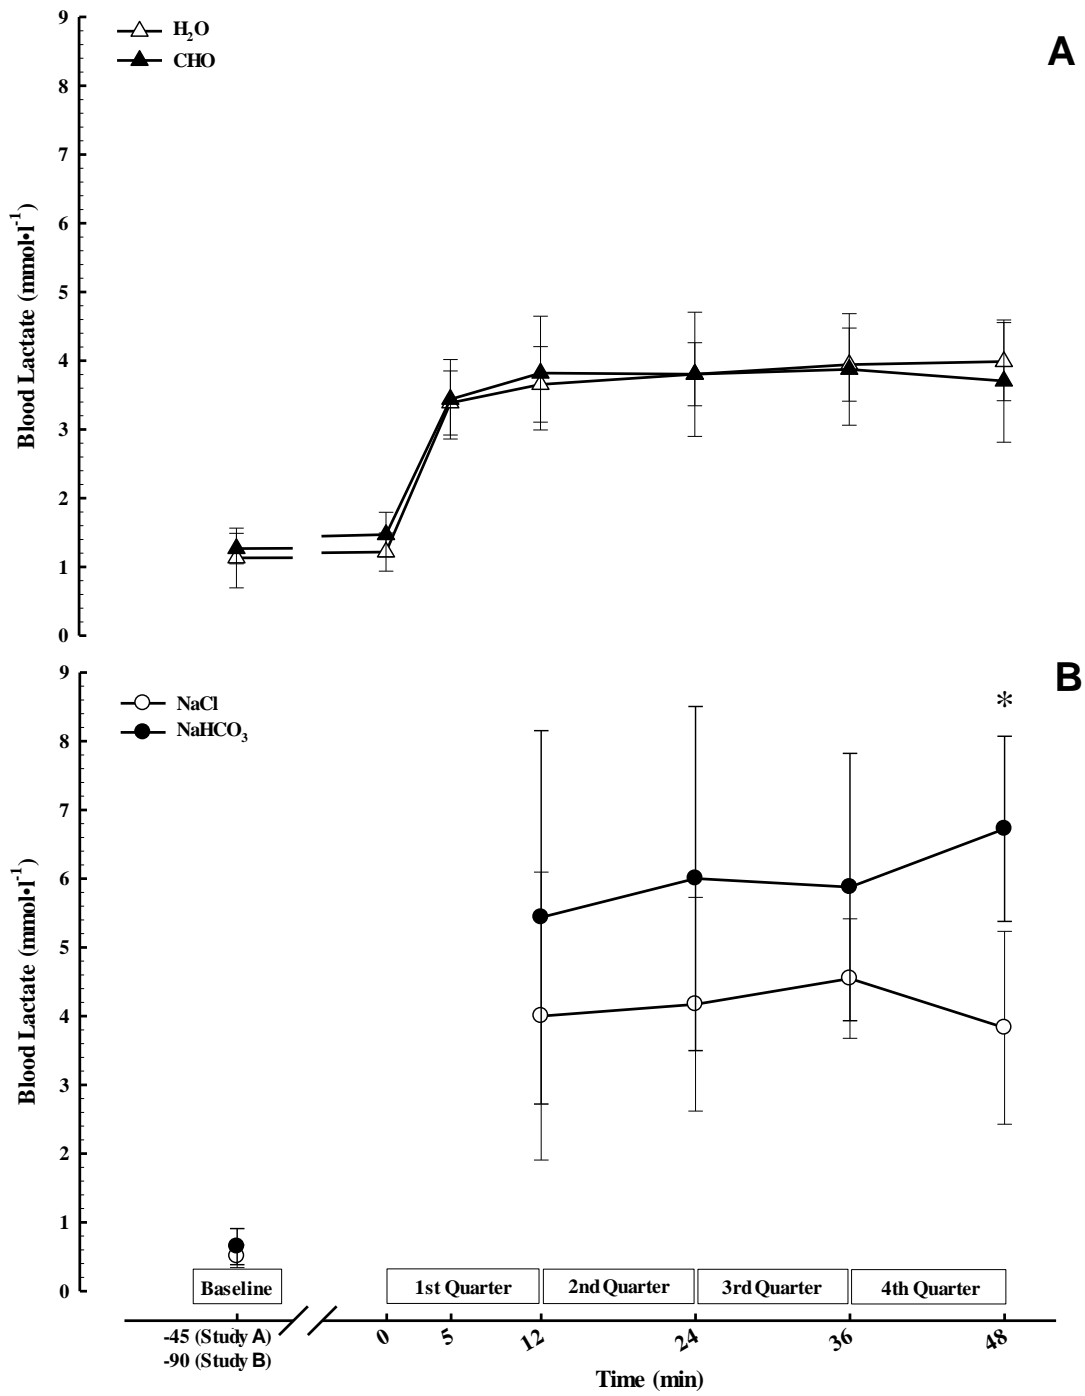 9
8
7
6
5
4
3
2
1
0
Blood Lactate (mmol•l⁻¹)
H₂O
CHO
A
9
8
7
6
5
4
3
2
1
0
Blood Lactate (mmol•l⁻¹)
NaCl
NaHCO₃
B
*
Baseline 1st Quarter 2nd Quarter 3rd Quarter 4th Quarter
-45 (Study A) 0 5 12 24 36 48
-90 (Study B)
Time (min)